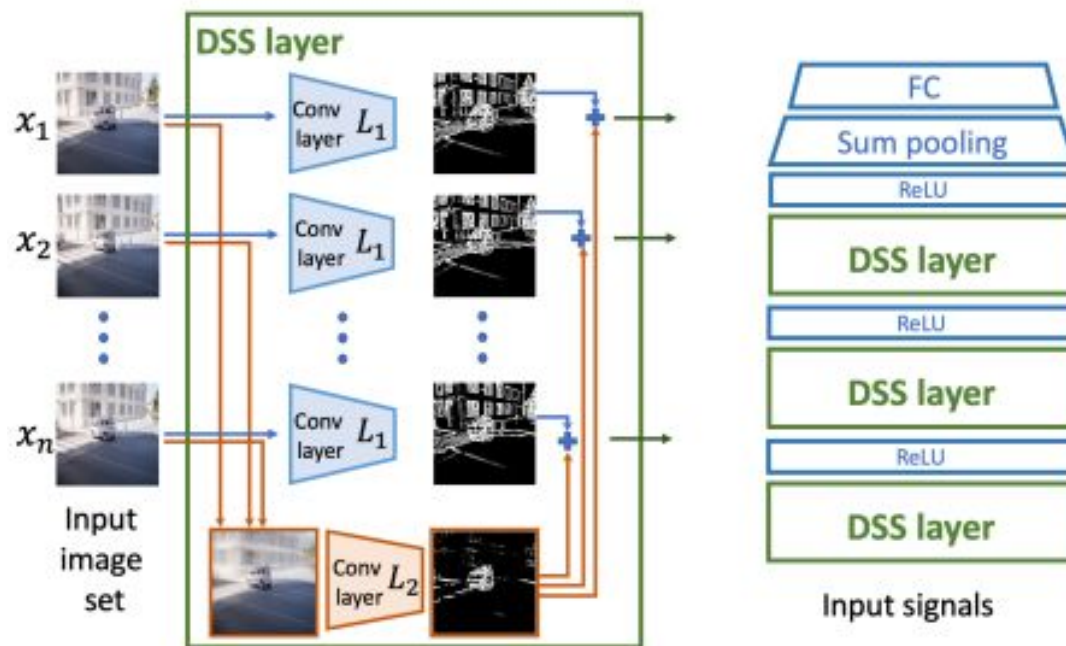 DSS layer
x₁
Conv
layer L₁
x₂
Conv
layer L₁
xₙ
Conv
layer L₁
Input
image
set
Conv
layer L₂
FC
Sum pooling
ReLU
DSS layer
ReLU
DSS layer
ReLU
DSS layer
Input signals